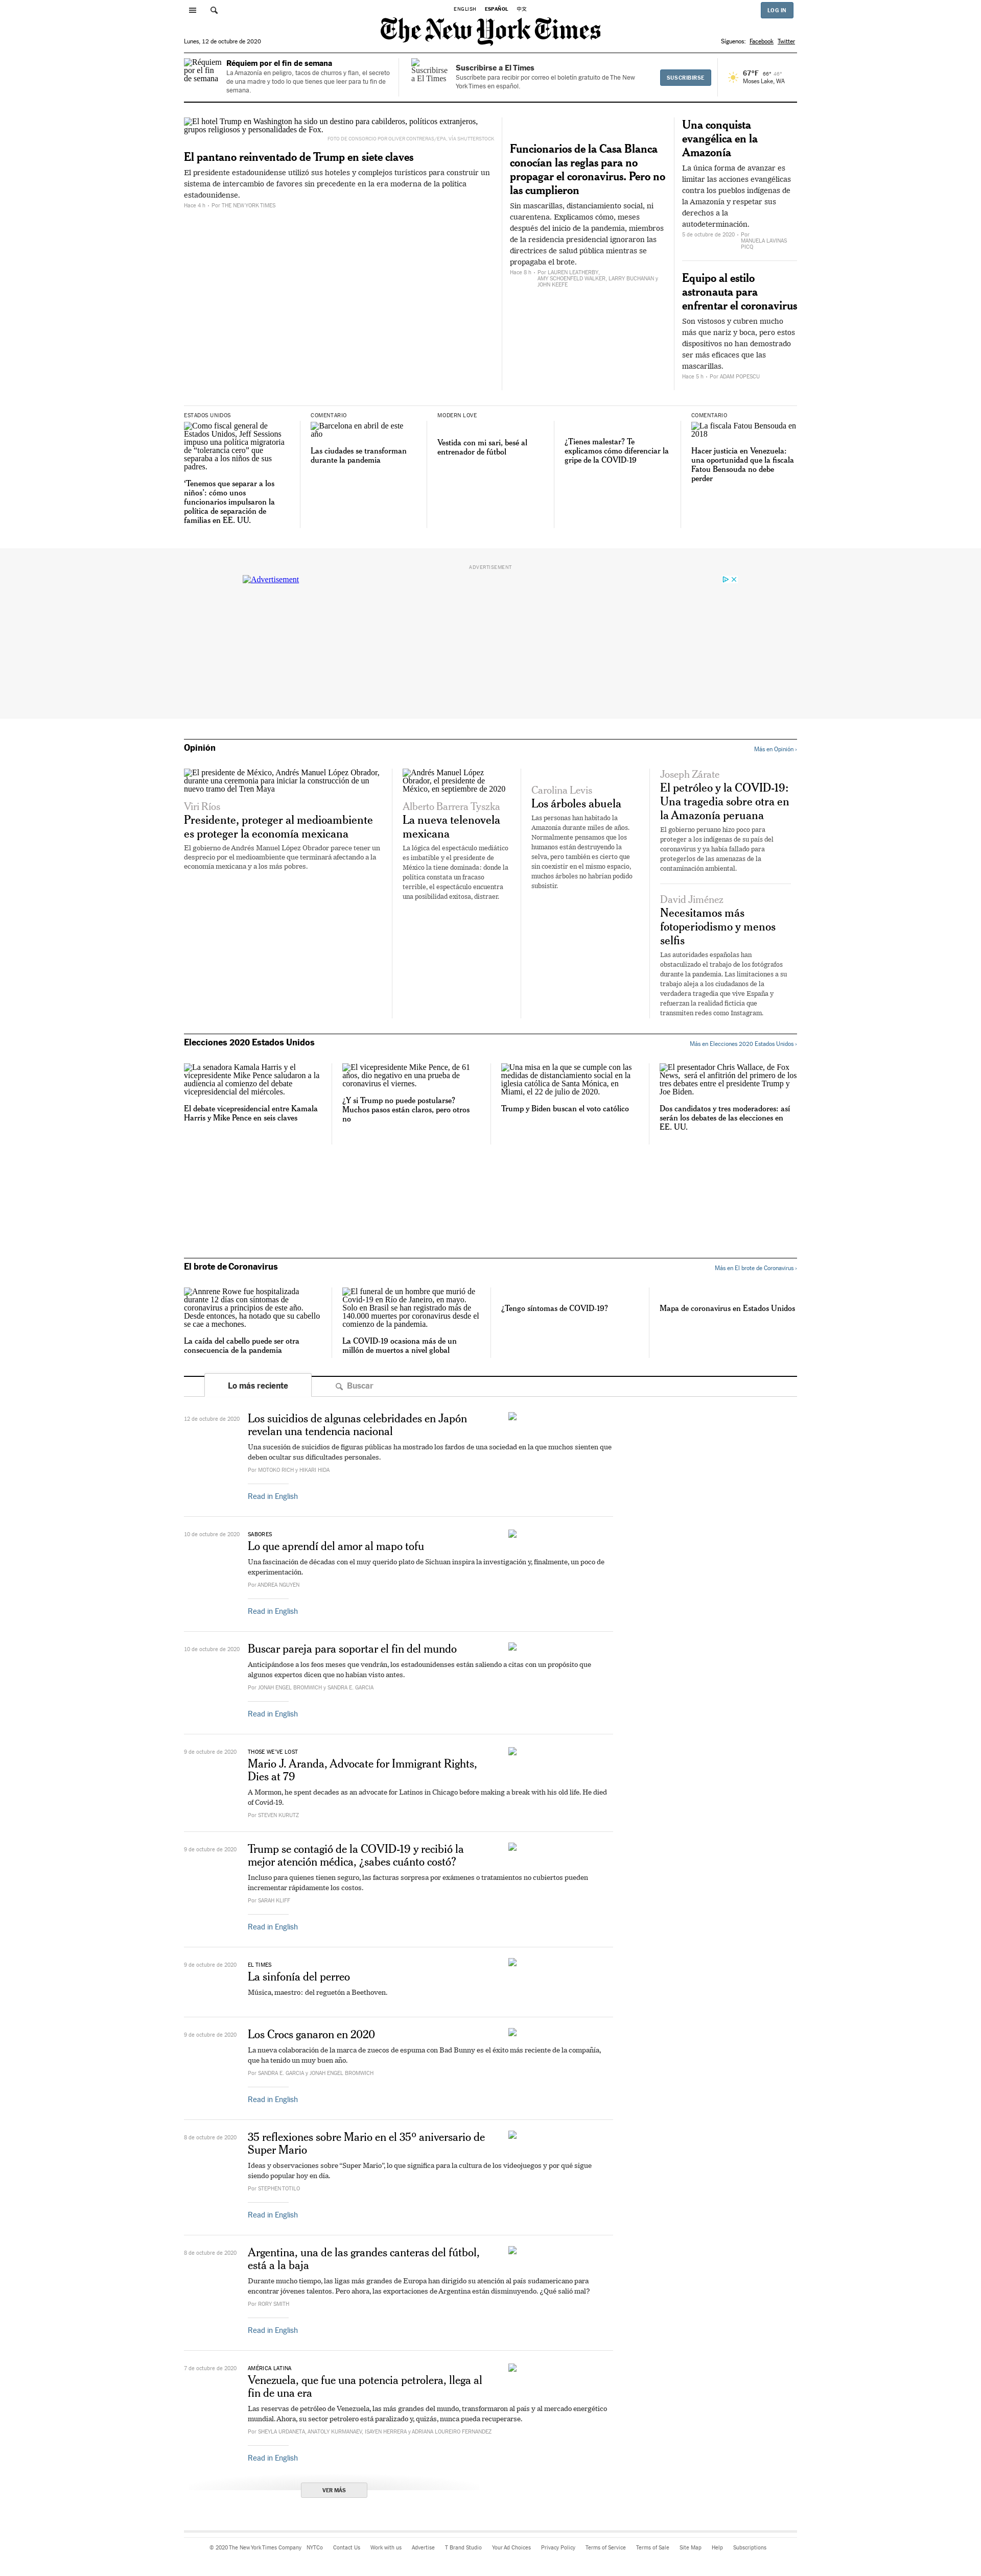 ENGLISH ESPAÑOL 中文
LOG IN
The New York Times
Lunes, 12 de octubre de 2020
Síguenos: Facebook Twitter
Réquiem por el fin de semana
Réquiem por el fin de semana
La Amazonía en peligro, tacos de churros y flan, el secreto
de una madre y todo lo que tienes que leer para tu fin de
semana.
Suscribirse a El Times
Suscribirse a El Times
Suscríbete para recibir por correo el boletín gratuito de The New
York Times en español.
SUSCRIBIRSE
67°F 66° 46°
Moses Lake, WA
El hotel Trump en Washington ha sido un destino para cabilderos, políticos extranjeros,
grupos religiosos y personalidades de Fox.
FOTO DE CONSORCIO POR OLIVER CONTRERAS/EPA, VÍA SHUTTERSTOCK
El pantano reinventado de Trump en siete claves
El presidente estadounidense utilizó sus hoteles y complejos turísticos para construir un
sistema de intercambio de favores sin precedente en la era moderna de la política
estadounidense.
Hace 4 h • Por THE NEW YORK TIMES
Funcionarios de la Casa Blanca
conocían las reglas para no
propagar el coronavirus. Pero no
las cumplieron
Sin mascarillas, distanciamiento social, ni
cuarentena. Explicamos cómo, meses
después del inicio de la pandemia, miembros
de la residencia presidencial ignoraron las
directrices de salud pública mientras se
propagaba el brote.
Hace 8 h • Por LAUREN LEATHERBY,
AMY SCHOENFELD WALKER, LARRY BUCHANAN y
JOHN KEEFE
Una conquista
evangélica en la
Amazonía
La única forma de avanzar es
limitar las acciones evangélicas
contra los pueblos indígenas de
la Amazonía y respetar sus
derechos a la
autodeterminación.
5 de octubre de 2020 • Por
MANUELA LAVINAS
PICQ
Equipo al estilo
astronauta para
enfrentar el coronavirus
Son vistosos y cubren mucho
más que nariz y boca, pero estos
dispositivos no han demostrado
ser más eficaces que las
mascarillas.
Hace 5 h • Por ADAM POPESCU
ESTADOS UNIDOS
Como fiscal general de
Estados Unidos, Jeff Sessions
impuso una política migratoria
de "tolerancia cero" que
separaba a los niños de sus
padres.
'Tenemos que separar a los
niños': cómo unos
funcionarios impulsaron la
política de separación de
familias en EE. UU.
COMENTARIO
Barcelona en abril de este
año
Las ciudades se transforman
durante la pandemia
MODERN LOVE
Vestida con mi sari, besé al
entrenador de fútbol
¿Tienes malestar? Te
explicamos cómo diferenciar la
gripe de la COVID-19
COMENTARIO
La fiscala Fatou Bensouda en
2018
Hacer justicia en Venezuela:
una oportunidad que la fiscala
Fatou Bensouda no debe
perder
ADVERTISEMENT
Advertisement
Opinión
Más en Opinión ›
El presidente de México, Andrés Manuel López Obrador,
durante una ceremonia para iniciar la construcción de un
nuevo tramo del Tren Maya
Viri Ríos
Presidente, proteger al medioambiente
es proteger la economía mexicana
El gobierno de Andrés Manuel López Obrador parece tener un
desprecio por el medioambiente que terminará afectando a la
economía mexicana y a los más pobres.
Andrés Manuel López
Obrador, el presidente de
México, en septiembre de 2020
Alberto Barrera Tyszka
La nueva telenovela
mexicana
La lógica del espectáculo mediático
es imbatible y el presidente de
México la tiene dominada: donde la
política constata un fracaso
terrible, el espectáculo encuentra
una posibilidad exitosa, distraer.
Carolina Levis
Los árboles abuela
Las personas han habitado la
Amazonía durante miles de años.
Normalmente pensamos que los
humanos están destruyendo la
selva, pero también es cierto que
sin coexistir en el mismo espacio,
muchos árboles no habrían podido
subsistir.
Joseph Zárate
El petróleo y la COVID-19:
Una tragedia sobre otra en
la Amazonía peruana
El gobierno peruano hizo poco para
proteger a los indígenas de su país del
coronavirus y ya había fallado para
protegerlos de las amenazas de la
contaminación ambiental.
David Jiménez
Necesitamos más
fotoperiodismo y menos
selfis
Las autoridades españolas han
obstaculizado el trabajo de los fotógrafos
durante la pandemia. Las limitaciones a su
trabajo aleja a los ciudadanos de la
verdadera tragedia que vive España y
refuerzan la realidad ficticia que
transmiten redes como Instagram.
Elecciones 2020 Estados Unidos
Más en Elecciones 2020 Estados Unidos ›
La senadora Kamala Harris y el
vicepresidente Mike Pence saludaron a la
audiencia al comienzo del debate
vicepresidencial del miércoles.
El debate vicepresidencial entre Kamala
Harris y Mike Pence en seis claves
El vicepresidente Mike Pence, de 61
años, dio negativo en una prueba de
coronavirus el viernes.
¿Y si Trump no puede postularse?
Muchos pasos están claros, pero otros
no
Una misa en la que se cumple con las
medidas de distanciamiento social en la
iglesia católica de Santa Mónica, en
Miami, el 22 de julio de 2020.
Trump y Biden buscan el voto católico
El presentador Chris Wallace, de Fox
News, será el anfitrión del primero de los
tres debates entre el presidente Trump y
Joe Biden.
Dos candidatos y tres moderadores: así
serán los debates de las elecciones en
EE. UU.
El brote de Coronavirus
Más en El brote de Coronavirus ›
Annrene Rowe fue hospitalizada
durante 12 días con síntomas de
coronavirus a principios de este año.
Desde entonces, ha notado que su cabello
se cae a mechones.
La caída del cabello puede ser otra
consecuencia de la pandemia
El funeral de un hombre que murió de
Covid-19 en Río de Janeiro, en mayo.
Solo en Brasil se han registrado más de
140.000 muertes por coronavirus desde el
comienzo de la pandemia.
La COVID-19 ocasiona más de un
millón de muertos a nivel global
¿Tengo síntomas de COVID-19?
Mapa de coronavirus en Estados Unidos
Lo más reciente
Buscar
12 de octubre de 2020
Los suicidios de algunas celebridades en Japón
revelan una tendencia nacional
Una sucesión de suicidios de figuras públicas ha mostrado los fardos de una sociedad en la que muchos sienten que
deben ocultar sus dificultades personales.
Por MOTOKO RICH y HIKARI HIDA
Read in English
10 de octubre de 2020
SABORES
Lo que aprendí del amor al mapo tofu
Una fascinación de décadas con el muy querido plato de Sichuan inspira la investigación y, finalmente, un poco de
experimentación.
Por ANDREA NGUYEN
Read in English
10 de octubre de 2020
Buscar pareja para soportar el fin del mundo
Anticipándose a los feos meses que vendrán, los estadounidenses están saliendo a citas con un propósito que
algunos expertos dicen que no habían visto antes.
Por JONAH ENGEL BROMWICH y SANDRA E. GARCIA
Read in English
9 de octubre de 2020
THOSE WE'VE LOST
Mario J. Aranda, Advocate for Immigrant Rights,
Dies at 79
A Mormon, he spent decades as an advocate for Latinos in Chicago before making a break with his old life. He died
of Covid-19.
Por STEVEN KURUTZ
9 de octubre de 2020
Trump se contagió de la COVID-19 y recibió la
mejor atención médica, ¿sabes cuánto costó?
Incluso para quienes tienen seguro, las facturas sorpresa por exámenes o tratamientos no cubiertos pueden
incrementar rápidamente los costos.
Por SARAH KLIFF
Read in English
9 de octubre de 2020
EL TIMES
La sinfonía del perreo
Música, maestro: del reguetón a Beethoven.
9 de octubre de 2020
Los Crocs ganaron en 2020
La nueva colaboración de la marca de zuecos de espuma con Bad Bunny es el éxito más reciente de la compañía,
que ha tenido un muy buen año.
Por SANDRA E. GARCIA y JONAH ENGEL BROMWICH
Read in English
8 de octubre de 2020
35 reflexiones sobre Mario en el 35º aniversario de
Super Mario
Ideas y observaciones sobre "Super Mario", lo que significa para la cultura de los videojuegos y por qué sigue
siendo popular hoy en día.
Por STEPHEN TOTILO
Read in English
8 de octubre de 2020
Argentina, una de las grandes canteras del fútbol,
está a la baja
Durante mucho tiempo, las ligas más grandes de Europa han dirigido su atención al país sudamericano para
encontrar jóvenes talentos. Pero ahora, las exportaciones de Argentina están disminuyendo. ¿Qué salió mal?
Por RORY SMITH
Read in English
7 de octubre de 2020
AMÉRICA LATINA
Venezuela, que fue una potencia petrolera, llega al
fin de una era
Las reservas de petróleo de Venezuela, las más grandes del mundo, transformaron al país y al mercado energético
mundial. Ahora, su sector petrolero está paralizado y, quizás, nunca pueda recuperarse.
Por SHEYLA URDANETA, ANATOLY KURMANAEV, ISAYEN HERRERA y ADRIANA LOUREIRO FERNANDEZ
Read in English
VER MÁS
© 2020 The New York Times Company NYTCo Contact Us Work with us Advertise T Brand Studio Your Ad Choices Privacy Policy Terms of Service Terms of Sale Site Map Help Subscriptions